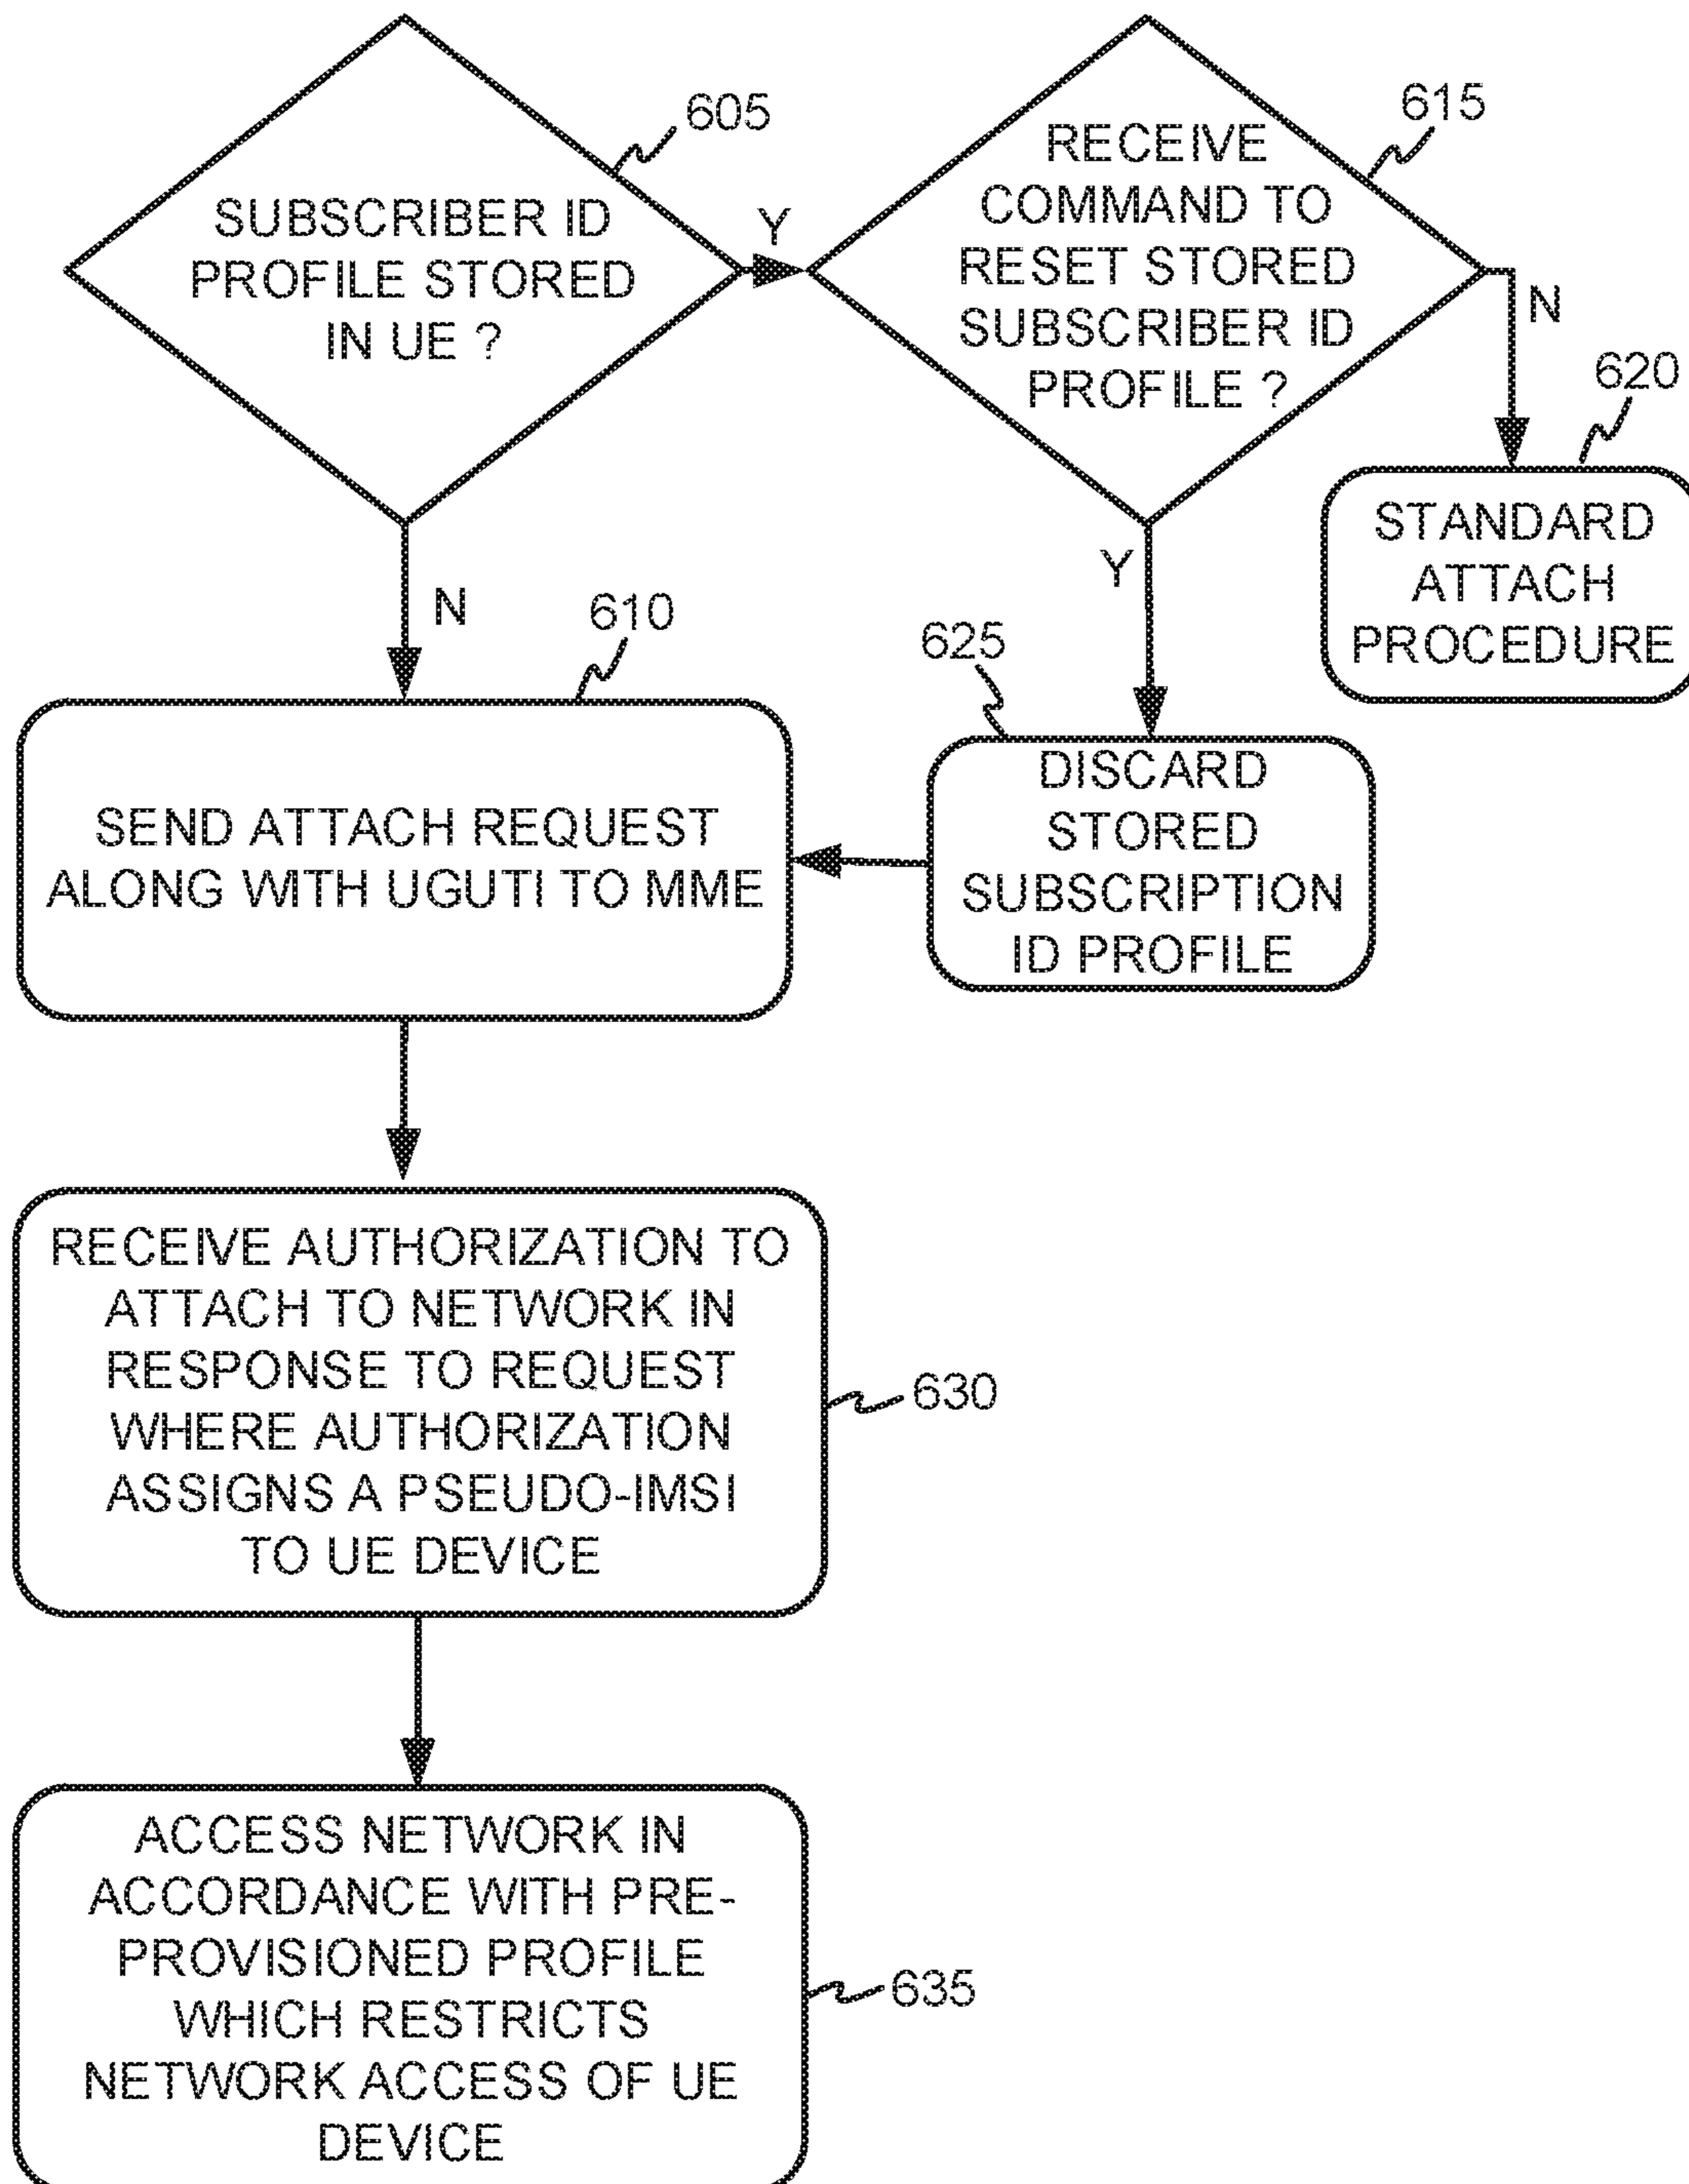 605
SUBSCRIBER ID
PROFILE STORED
IN UE ?
Y
N
615
RECEIVE
COMMAND TO
RESET STORED
SUBSCRIBER ID
PROFILE ?
N
Y
620
STANDARD
ATTACH
PROCEDURE
610
SEND ATTACH REQUEST
ALONG WITH UGUTI TO MME
625
DISCARD
STORED
SUBSCRIPTION
ID PROFILE
RECEIVE AUTHORIZATION TO
ATTACH TO NETWORK IN
RESPONSE TO REQUEST
WHERE AUTHORIZATION
ASSIGNS A PSEUDO-IMSI
TO UE DEVICE
630
ACCESS NETWORK IN
ACCORDANCE WITH PRE-
PROVISIONED PROFILE
WHICH RESTRICTS
NETWORK ACCESS OF UE
DEVICE
635